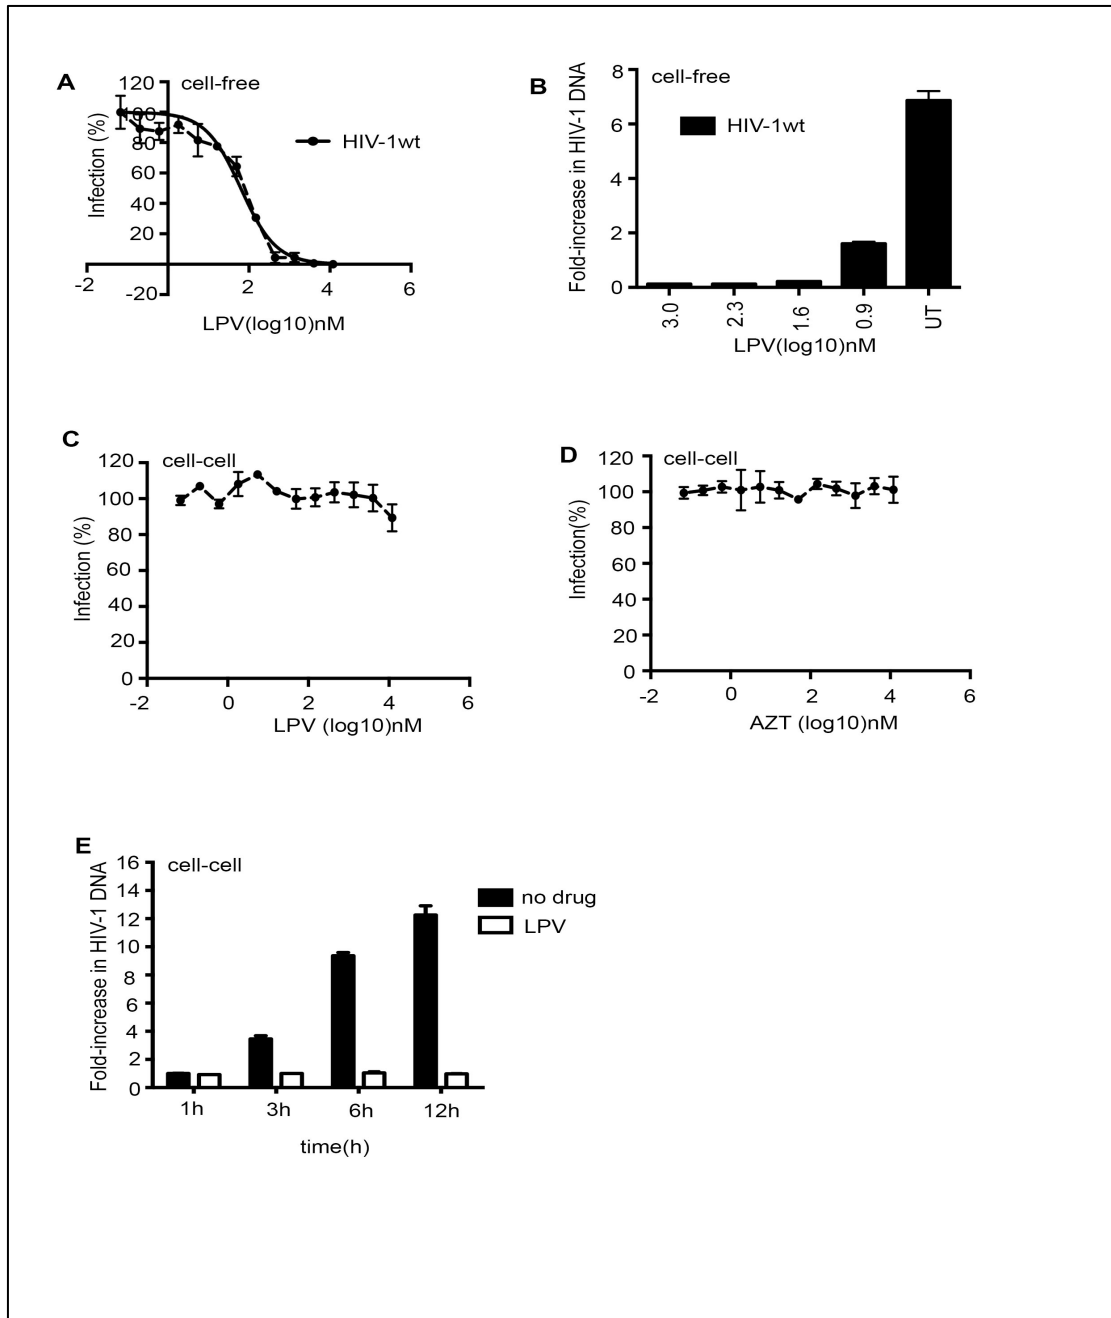 A
cell-free
120
100
80
60
40
20
-20
-2
2
4
6
Infection (%)
HIV-1wt
LPV(log10)nM
B
cell-free
8
6
4
2
0
Fold-increase in HIV-1 DNA
HIV-1wt
3.0
2.3
1.6
0.9
UT
LPV(log10)nM
C
cell-cell
120
100
80
60
40
20
0
-2
0
2
4
6
Infection (%)
LPV (log10)nM
D
cell-cell
120
100
80
60
40
20
0
-2
0
2
4
6
Infection(%)
AZT (log10)nM
E
cell-cell
16
14
12
10
8
6
4
2
0
Fold-increase in HIV-1 DNA
no drug
LPV
1h
3h
6h
12h
time(h)